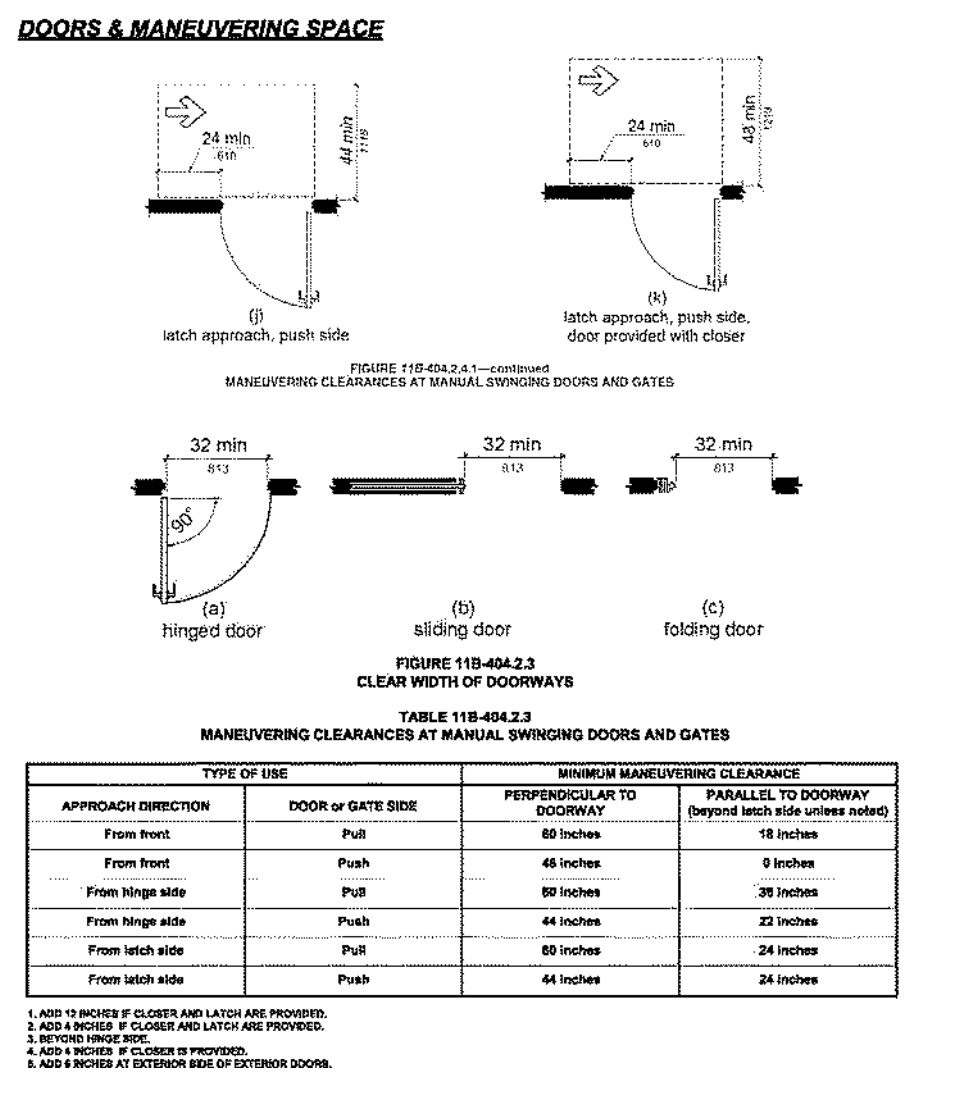 DOORS & MANEUVERING SPACE
24 min
610
44 min
1118
24 min
610
48 min
1219
(j)
latch approach, push side
(k)
latch approach, push side,
door provided with closer
FIGURE 11B-404.2.4.1—continued
MANEUVERING CLEARANCES AT MANUAL SWINGING DOORS AND GATES
32 min
813
32 min
813
32 min
813
90°
(a)
hinged door
(b)
sliding door
(c)
folding door
FIGURE 11B-404.2.3
CLEAR WIDTH OF DOORWAYS
TABLE 11B-404.2.3
MANEUVERING CLEARANCES AT MANUAL SWINGING DOORS AND GATES
TYPE OF USE MINIMUM MANEUVERING CLEARANCE
APPROACH DIRECTION DOOR or GATE SIDE PERPENDICULAR TO DOORWAY PARALLEL TO DOORWAY (beyond latch side unless noted)
From front Pull 60 inches 18 inches
From front Push 48 inches 0 inches
From hinge side Pull 60 inches 36 inches
From hinge side Push 44 inches 22 inches
From latch side Pull 60 inches 24 inches
From latch side Push 44 inches 24 inches
1. ADD 12 INCHES IF CLOSER AND LATCH ARE PROVIDED.
2. ADD 4 INCHES IF CLOSER AND LATCH ARE PROVIDED.
3. BEYOND HINGE SIDE.
4. ADD 4 INCHES IF CLOSER IS PROVIDED.
5. ADD 6 INCHES AT EXTERIOR SIDE OF EXTERIOR DOORS.